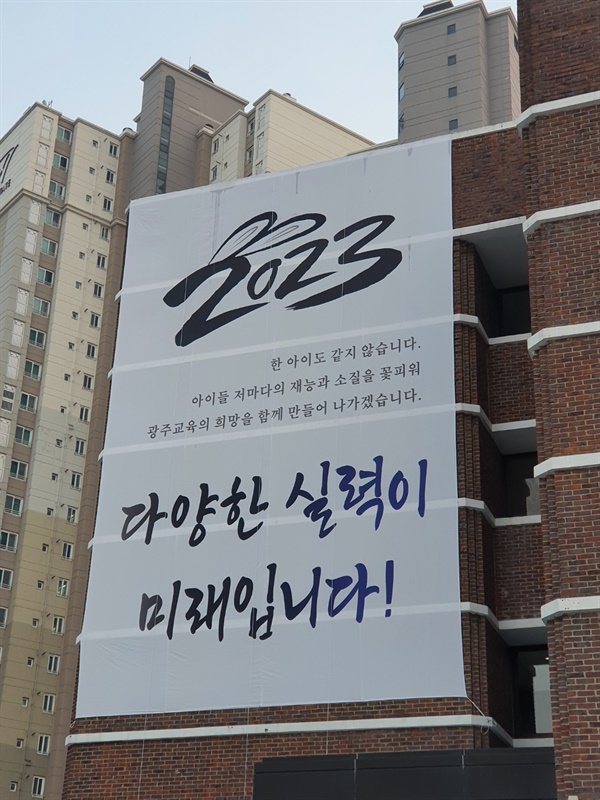 2023
한 아이도 같지 않습니다.
아이들 저마다의 재능과 소질을 꽃피워
광주교육의 희망을 함께 만들어 나가겠습니다.
다양한 실력이
미래입니다!